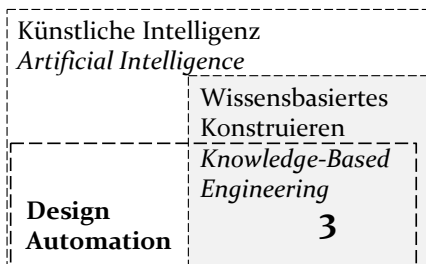 Künstliche Intelligenz
Artificial Intelligence
Wissensbasiertes
Konstruieren
Knowledge-Based
Engineering
Design
Automation
3